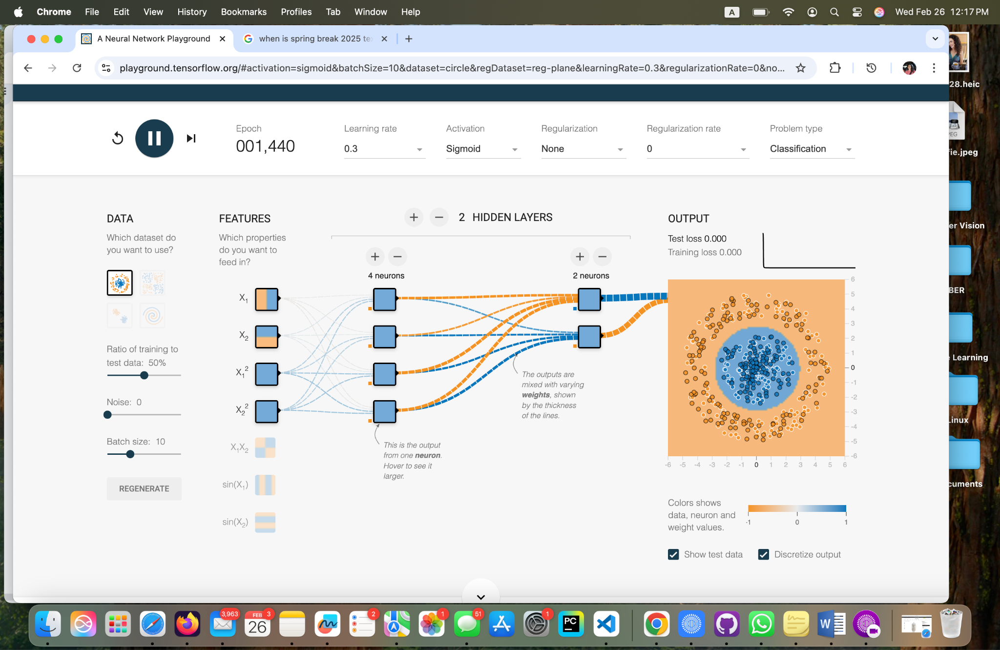 Chrome File Edit View History Bookmarks Profiles Tab Window Help
A Wed Feb 26 12:17 PM
A Neural Network Playground
when is spring break 2025 te
playground.tensorflow.org/#activation=sigmoid&batchSize=10&dataset=circle&regDataset=reg-plane&learningRate=0.3&regularizationRate=0&no...
Epoch
001,440
Learning rate
0.3
Activation
Sigmoid
Regularization
None
Regularization rate
0
Problem type
Classification
DATA
Which dataset do
you want to use?
Ratio of training to
test data: 50%
Noise: 0
Batch size: 10
REGENERATE
FEATURES
Which properties
do you want to
feed in?
X₁
X₂
X₁²
X₂²
X₁X₂
sin(X₁)
sin(X₂)
+ − 2 HIDDEN LAYERS
+ −
4 neurons
+ −
2 neurons
This is the output
from one neuron.
Hover to see it
larger.
The outputs are
mixed with varying
weights, shown
by the thickness
of the lines.
OUTPUT
Test loss 0.000
Training loss 0.000
6
5
4
3
2
1
0
-1
-2
-3
-4
-5
-6
-6 -5 -4 -3 -2 -1 0 1 2 3 4 5 6
Colors shows
data, neuron and
weight values.
-1 0 1
Show test data Discretize output
28.heic
PEG
ie.jpeg
er Vision
BER
Learning
inux
cuments
3,963
FEB 3
26
2
1
51
1
PC
W